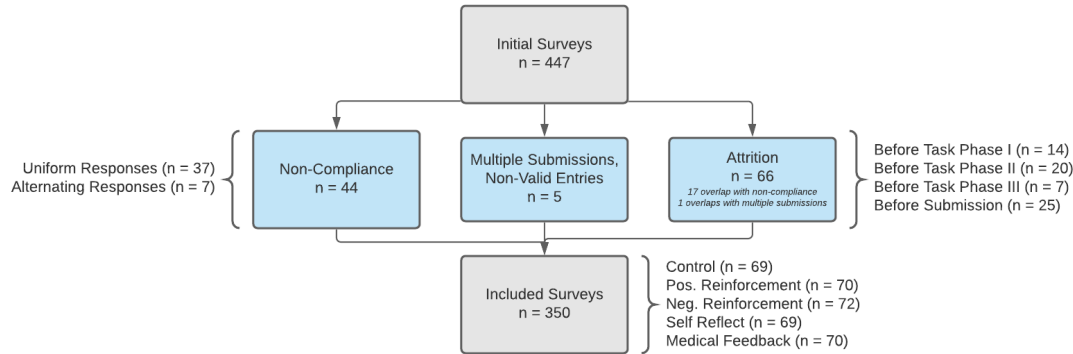 Initial Surveys
n = 447
Uniform Responses (n = 37)
Alternating Responses (n = 7)
Non-Compliance
n = 44
Multiple Submissions,
Non-Valid Entries
n = 5
Attrition
n = 66
17 overlap with non-compliance
1 overlaps with multiple submissions
Before Task Phase I (n = 14)
Before Task Phase II (n = 20)
Before Task Phase III (n = 7)
Before Submission (n = 25)
Included Surveys
n = 350
Control (n = 69)
Pos. Reinforcement (n = 70)
Neg. Reinforcement (n = 72)
Self Reflect (n = 69)
Medical Feedback (n = 70)